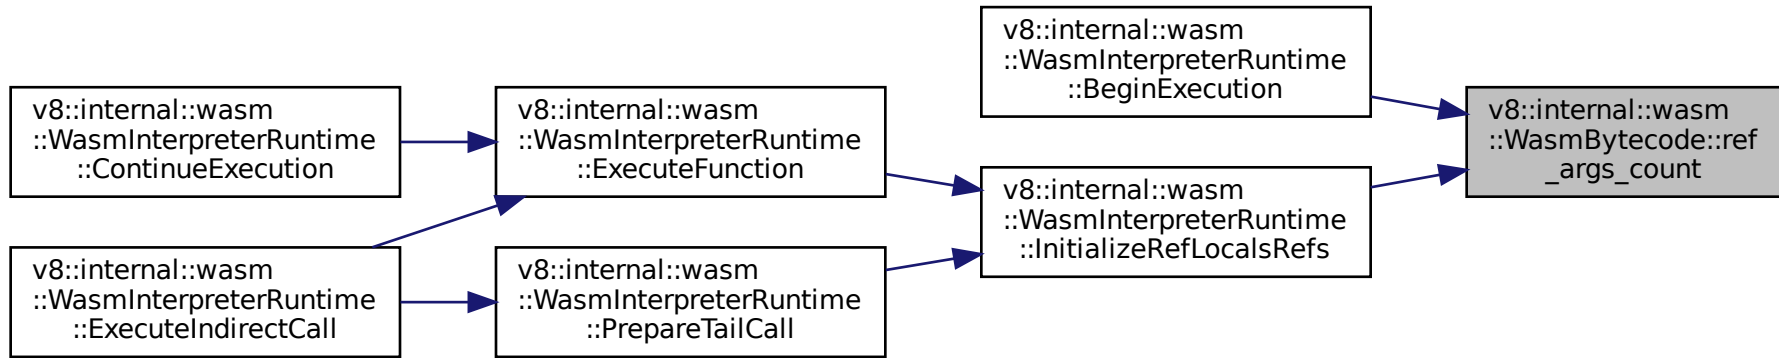 v8::internal::wasm
::WasmInterpreterRuntime
::ContinueExecution
v8::internal::wasm
::WasmInterpreterRuntime
::ExecuteIndirectCall
v8::internal::wasm
::WasmInterpreterRuntime
::ExecuteFunction
v8::internal::wasm
::WasmInterpreterRuntime
::PrepareTailCall
v8::internal::wasm
::WasmInterpreterRuntime
::BeginExecution
v8::internal::wasm
::WasmInterpreterRuntime
::InitializeRefLocalsRefs
v8::internal::wasm
::WasmBytecode::ref
_args_count